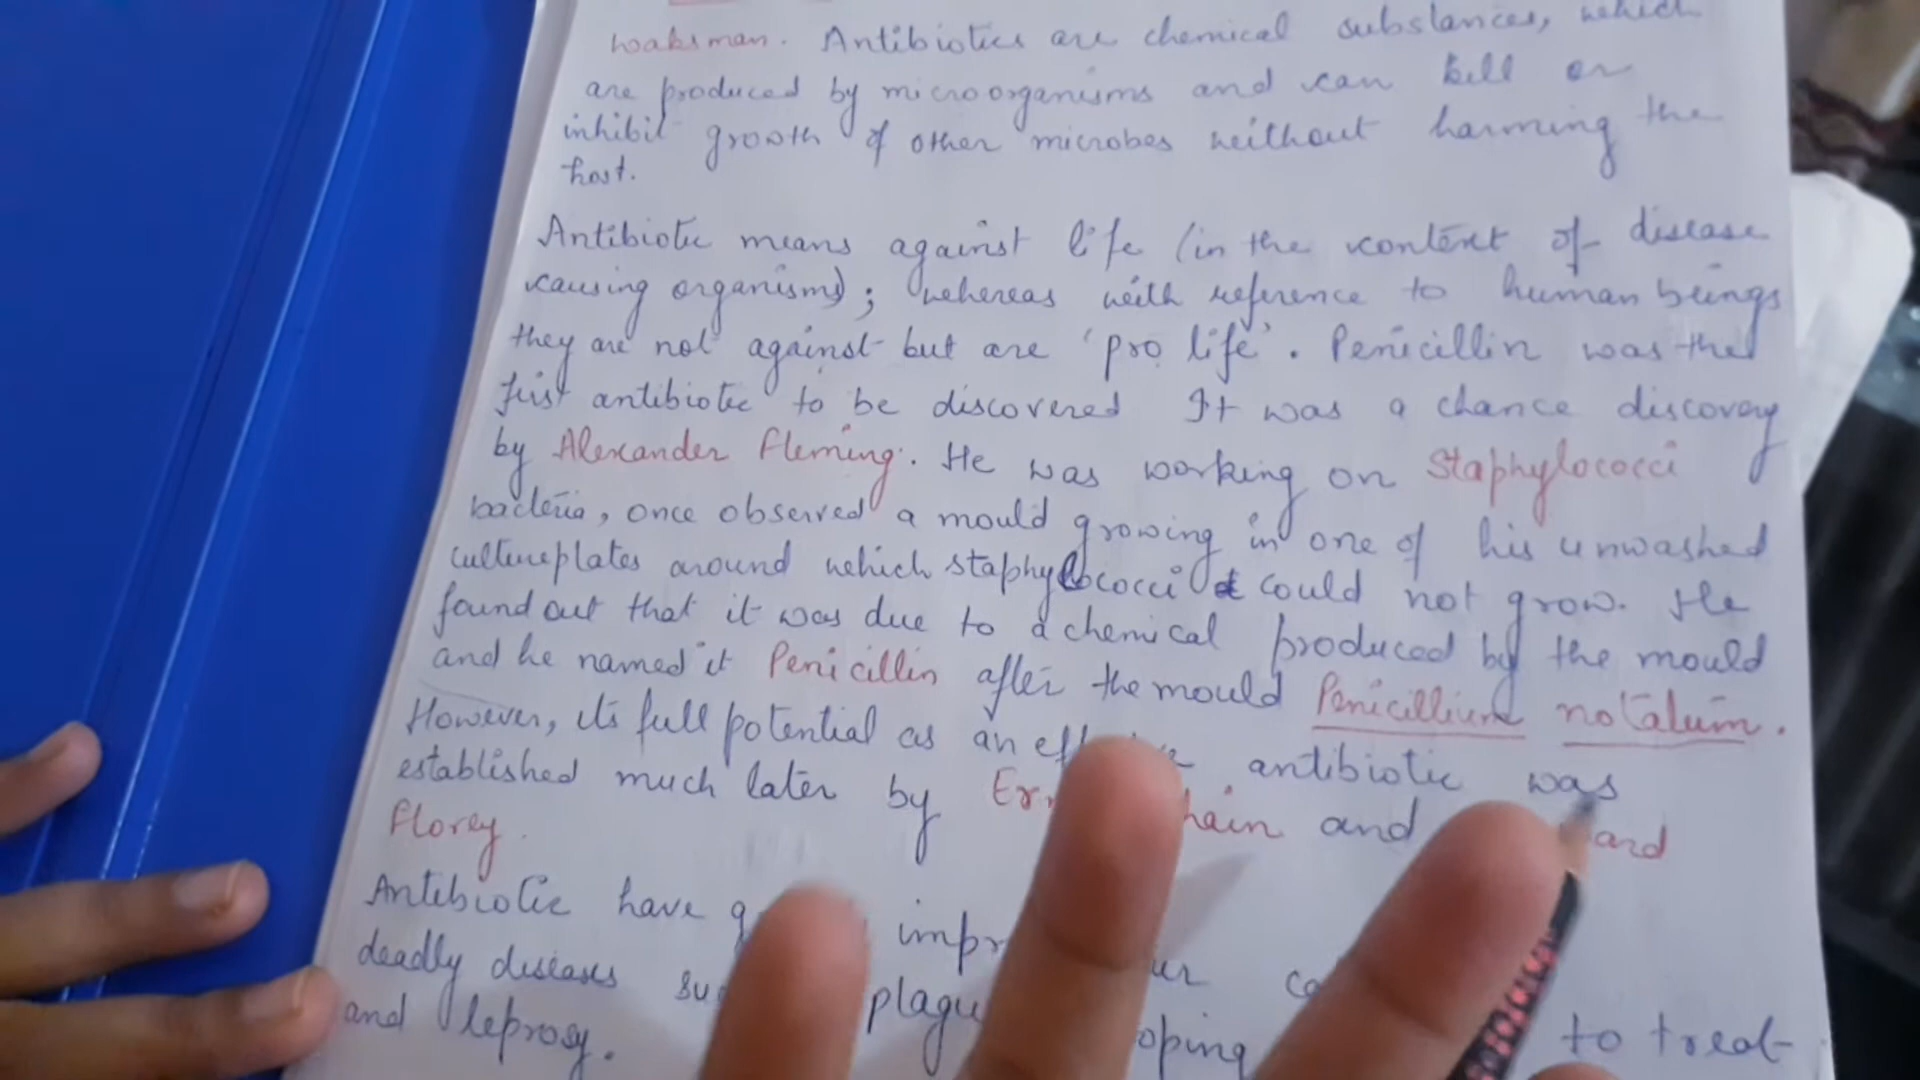 waksman. Antibiotics are chemical substances, which
are produced by microorganisms and can kill or
inhibit growth of other microbes without harming the
host.
Antibiotic means against life (in the context of disease
causing organisms); whereas with reference to human beings
they are not against but are 'pro life'. Penicillin was the
first antibiotic to be discovered It was a chance discovery
by Alexander Fleming. He was working on Staphylococci
bacteria, once observed a mould growing in one of his unwashed
culture plates around which staphylococci could not grow. He
found out that it was due to a chemical produced by the mould
and he named it Penicillin after the mould Penicillium notatum.
However, its full potential as an antibiotic was
established much later by and
Florey.
Antibiotic have
deadly diseases to treat
and leprosy.